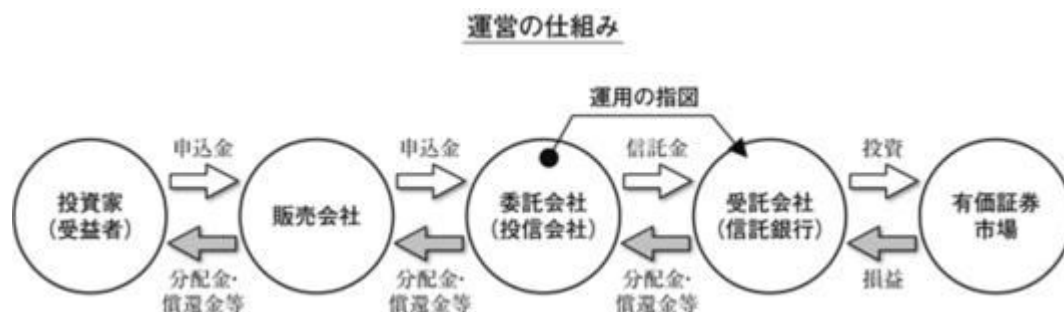 運営の仕組み
運用の指図
申込金
申込金
信託金
投資
投資家
(受益者)
販売会社
委託会社
(投信会社)
受託会社
(信託銀行)
有価証券
市場
分配金・
償還金等
分配金・
償還金等
分配金・
償還金等
損益